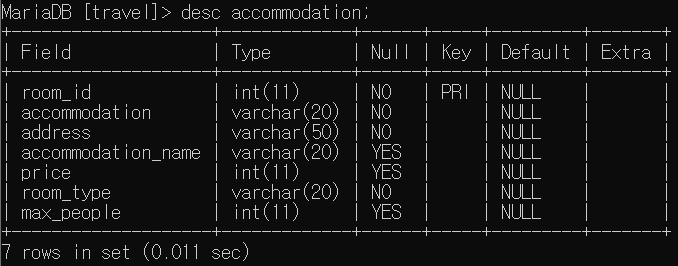 MariaDB [travel]> desc accommodation;
+--------------------+-------------+------+-----+---------+-------+
| Field              | Type        | Null | Key | Default | Extra |
+--------------------+-------------+------+-----+---------+-------+
| room_id            | int(11)     | NO   | PRI | NULL    |       |
| accommodation      | varchar(20) | NO   |     | NULL    |       |
| address            | varchar(50) | NO   |     | NULL    |       |
| accommodation_name | varchar(20) | YES  |     | NULL    |       |
| price              | int(11)     | YES  |     | NULL    |       |
| room_type          | varchar(20) | NO   |     | NULL    |       |
| max_people         | int(11)     | YES  |     | NULL    |       |
+--------------------+-------------+------+-----+---------+-------+
7 rows in set (0.011 sec)